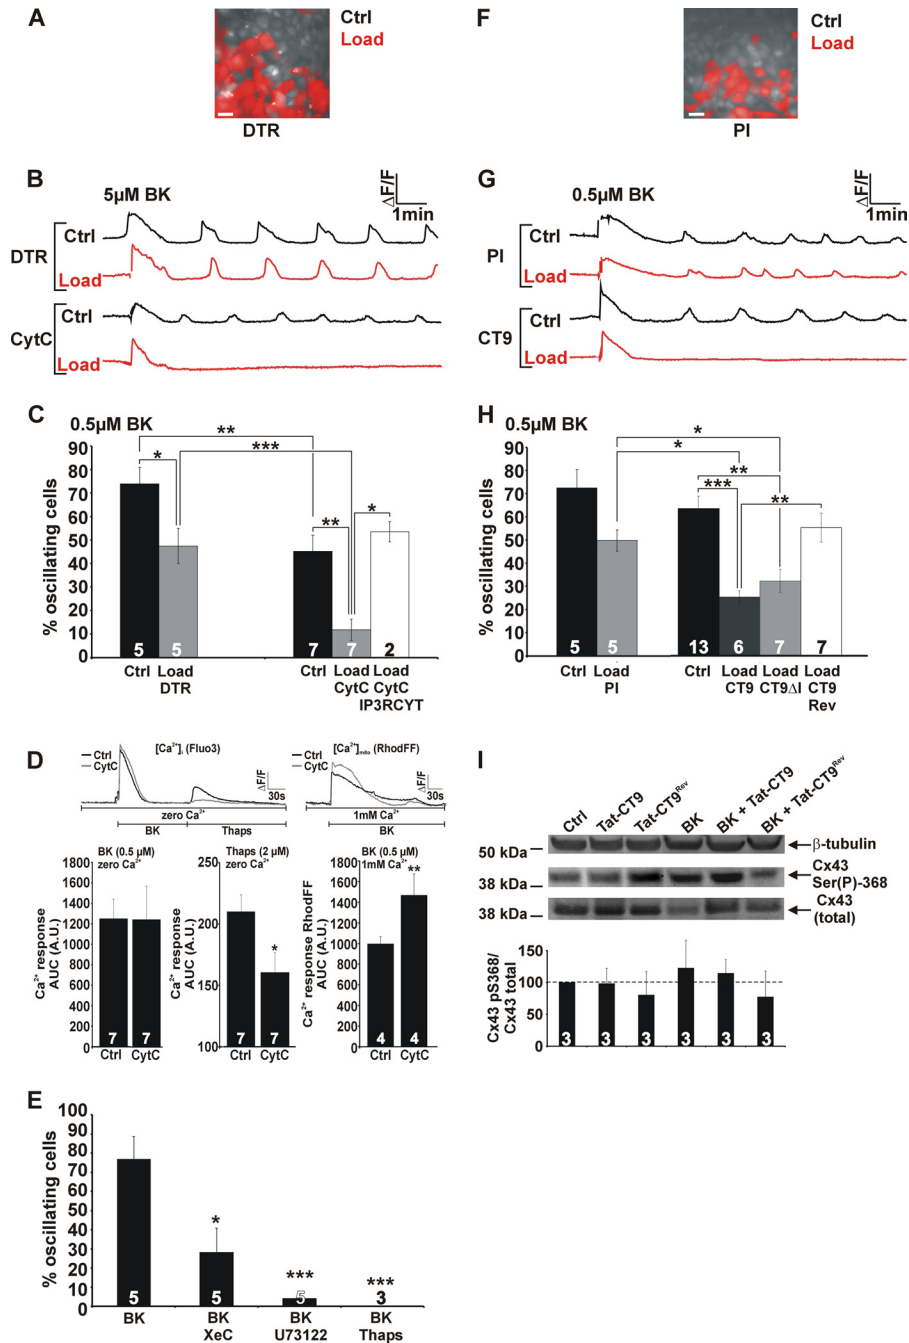 A
Ctrl
Load
DTR
F
Ctrl
Load
PI
B
5µM BK
ΔF/F
1min
DTR
Ctrl
Load
CytC
Ctrl
Load
G
0.5µM BK
ΔF/F
1min
PI
Ctrl
Load
CT9
Ctrl
Load
C
0.5µM BK
% oscillating cells
90
80
70
60
50
40
30
20
10
0
*
**
***
**
*
5
5
7
7
2
Ctrl Load Ctrl Load Load
DTR CytC CytC
IP3RCYT
H
0.5µM BK
% oscillating cells
90
80
70
60
50
40
30
20
10
0
*
*
**
***
**
5
5
13
6
7
7
Ctrl Load Ctrl Load Load Load
PI CT9 CT9ΔI CT9
Rev
D
Ctrl
CytC
[Ca²⁺]i (Fluo3)
ΔF/F
30s
zero Ca²⁺
BK Thaps
Ctrl
CytC
[Ca²⁺]mito (RhodFF)
ΔF/F
30s
1mM Ca²⁺
BK
BK (0.5 µM)
zero Ca²⁺
Ca²⁺ response
AUC (A.U.)
1800
1600
1400
1200
1000
800
600
400
200
0
7
7
Ctrl CytC
Thaps (2 µM)
zero Ca²⁺
Ca²⁺ response
AUC (A.U.)
250
200
150
100
*
7
7
Ctrl CytC
BK (0.5 µM)
1mM Ca²⁺
Ca²⁺ response RhodFF
AUC (A.U.)
1800
1600
1400
1200
1000
800
600
400
200
0
**
4
4
Ctrl CytC
I
Ctrl
Tat-CT9
Tat-CT9Rev
BK
BK + Tat-CT9
BK + Tat-CT9Rev
50 kDa
β-tubulin
38 kDa
Cx43
Ser(P)-368
38 kDa
Cx43
(total)
Cx43 pS368/
Cx43 total
150
100
50
0
3
3
3
3
3
3
E
% oscillating cells
100
90
80
70
60
50
40
30
20
10
0
*
***
***
5
5
5
3
BK BK BK BK
XeC U73122 Thaps